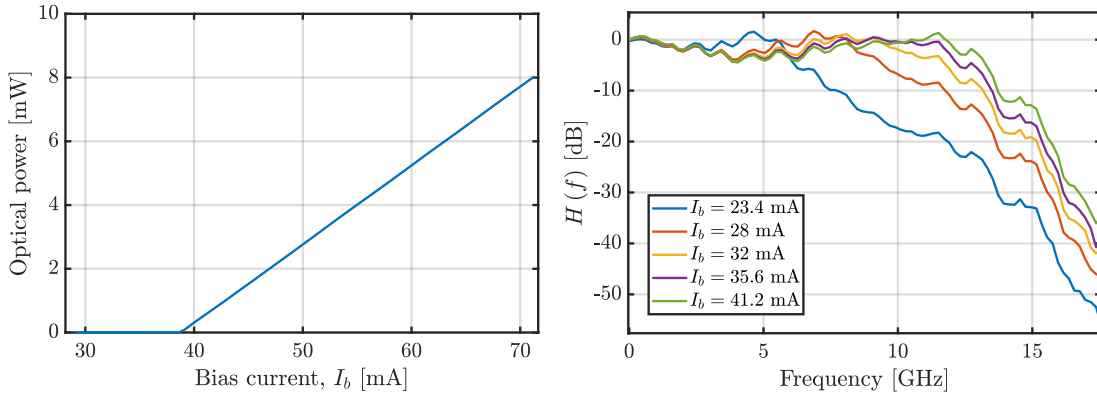 10
8
6
4
2
0
Optical power [mW]
30 40 50 60 70
Bias current, I_b [mA]
0
-10
-20
-30
-40
-50
H (f) [dB]
I_b = 23.4 mA
I_b = 28 mA
I_b = 32 mA
I_b = 35.6 mA
I_b = 41.2 mA
0 5 10 15
Frequency [GHz]